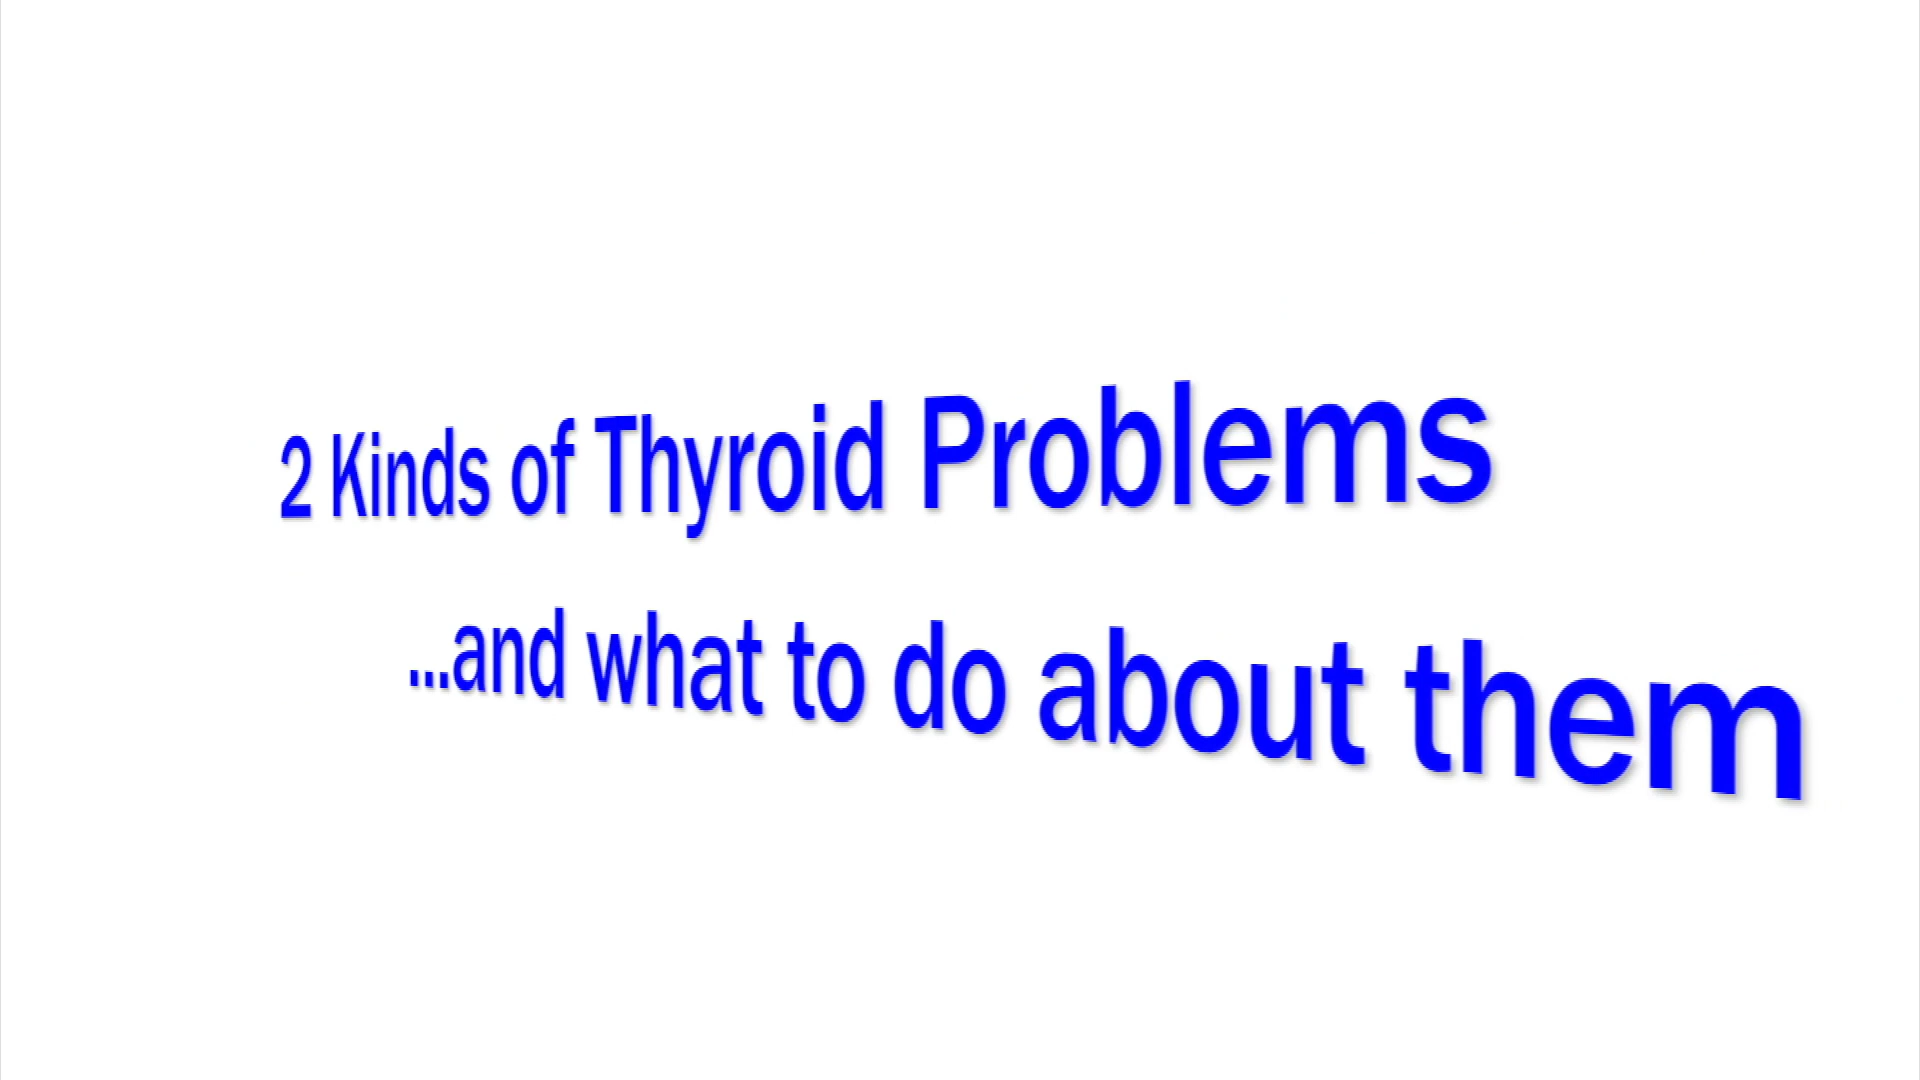 2 Kinds of Thyroid Problems
...and what to do about them